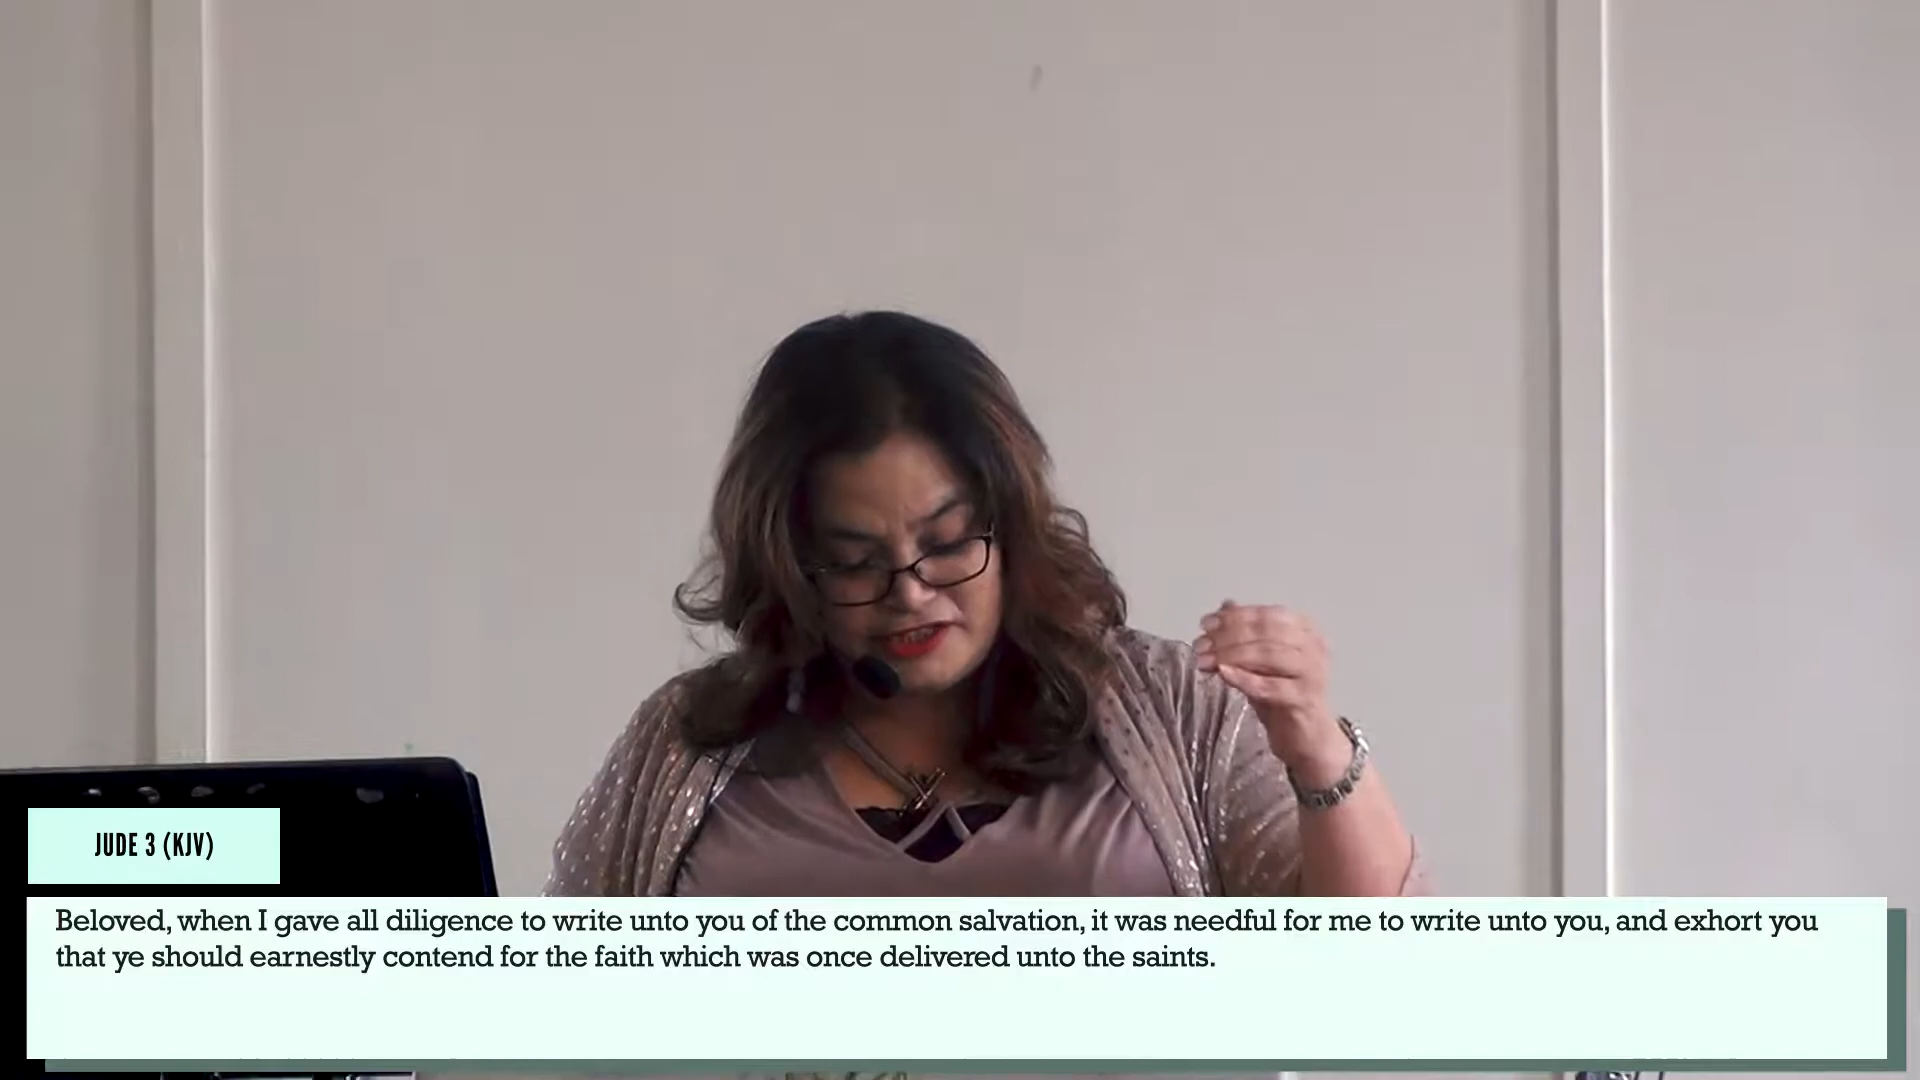 JUDE 3 (KJV)
Beloved, when I gave all diligence to write unto you of the common salvation, it was needful for me to write unto you, and exhort you
that ye should earnestly contend for the faith which was once delivered unto the saints.